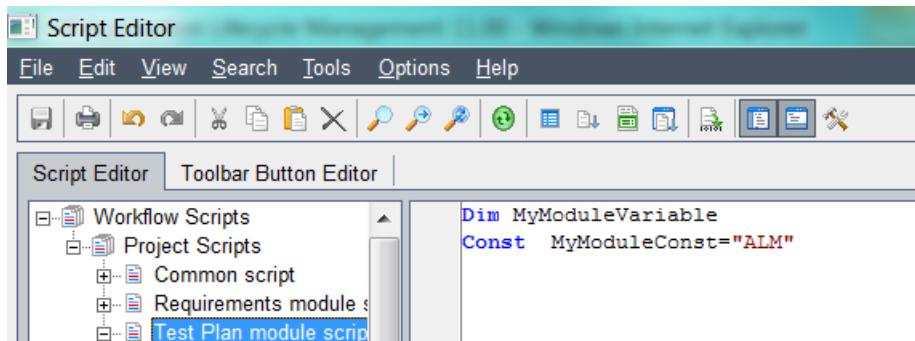 Script Editor
File Edit View Search Tools Options Help
Script Editor Toolbar Button Editor
Workflow Scripts
Project Scripts
Common script
Requirements module s
Test Plan module scrip
Dim MyModuleVariable
Const MyModuleConst="ALM"